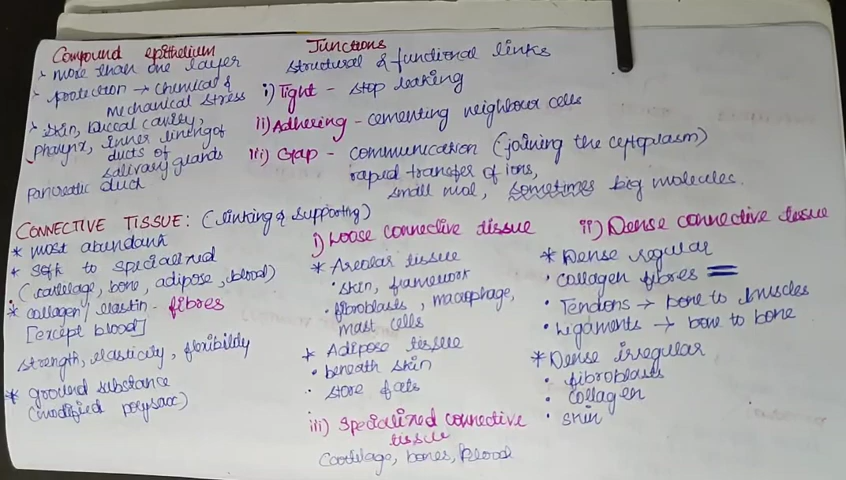 Compound epithelium
> more than one layer
> protection → chemical &
mechanical stress
> skin, buccal cavity,
pharynx, inner lining of
ducts of
salivary glands
pancreatic duct
Junctions
structural & functional links
i) Tight - stop leaking
ii) Adhering - cementing neighbour cells
iii) Gap - communication (joining the cytoplasm)
rapid transfer of ions,
small mol, sometimes big molecules.
CONNECTIVE TISSUE: (linking & supporting)
* most abundant
* soft to specialized
(cartilage, bone, adipose, blood)
* collagen/elastin - fibres
[except blood]
strength, elasticity, flexibility
* ground substance
(modified polysacc)
i) Loose connective tissue
* Areolar tissue
• skin, framework
• fibroblasts, macrophage,
mast cells
* Adipose tissue
• beneath skin
• store fats
iii) Specialized connective
tissue
Cartilage, bones, blood
ii) Dense connective tissue
* Dense regular
• collagen fibres =
• Tendons → bone to muscles
• Ligaments → bone to bone
* Dense irregular
• fibroblasts
• collagen
• skin